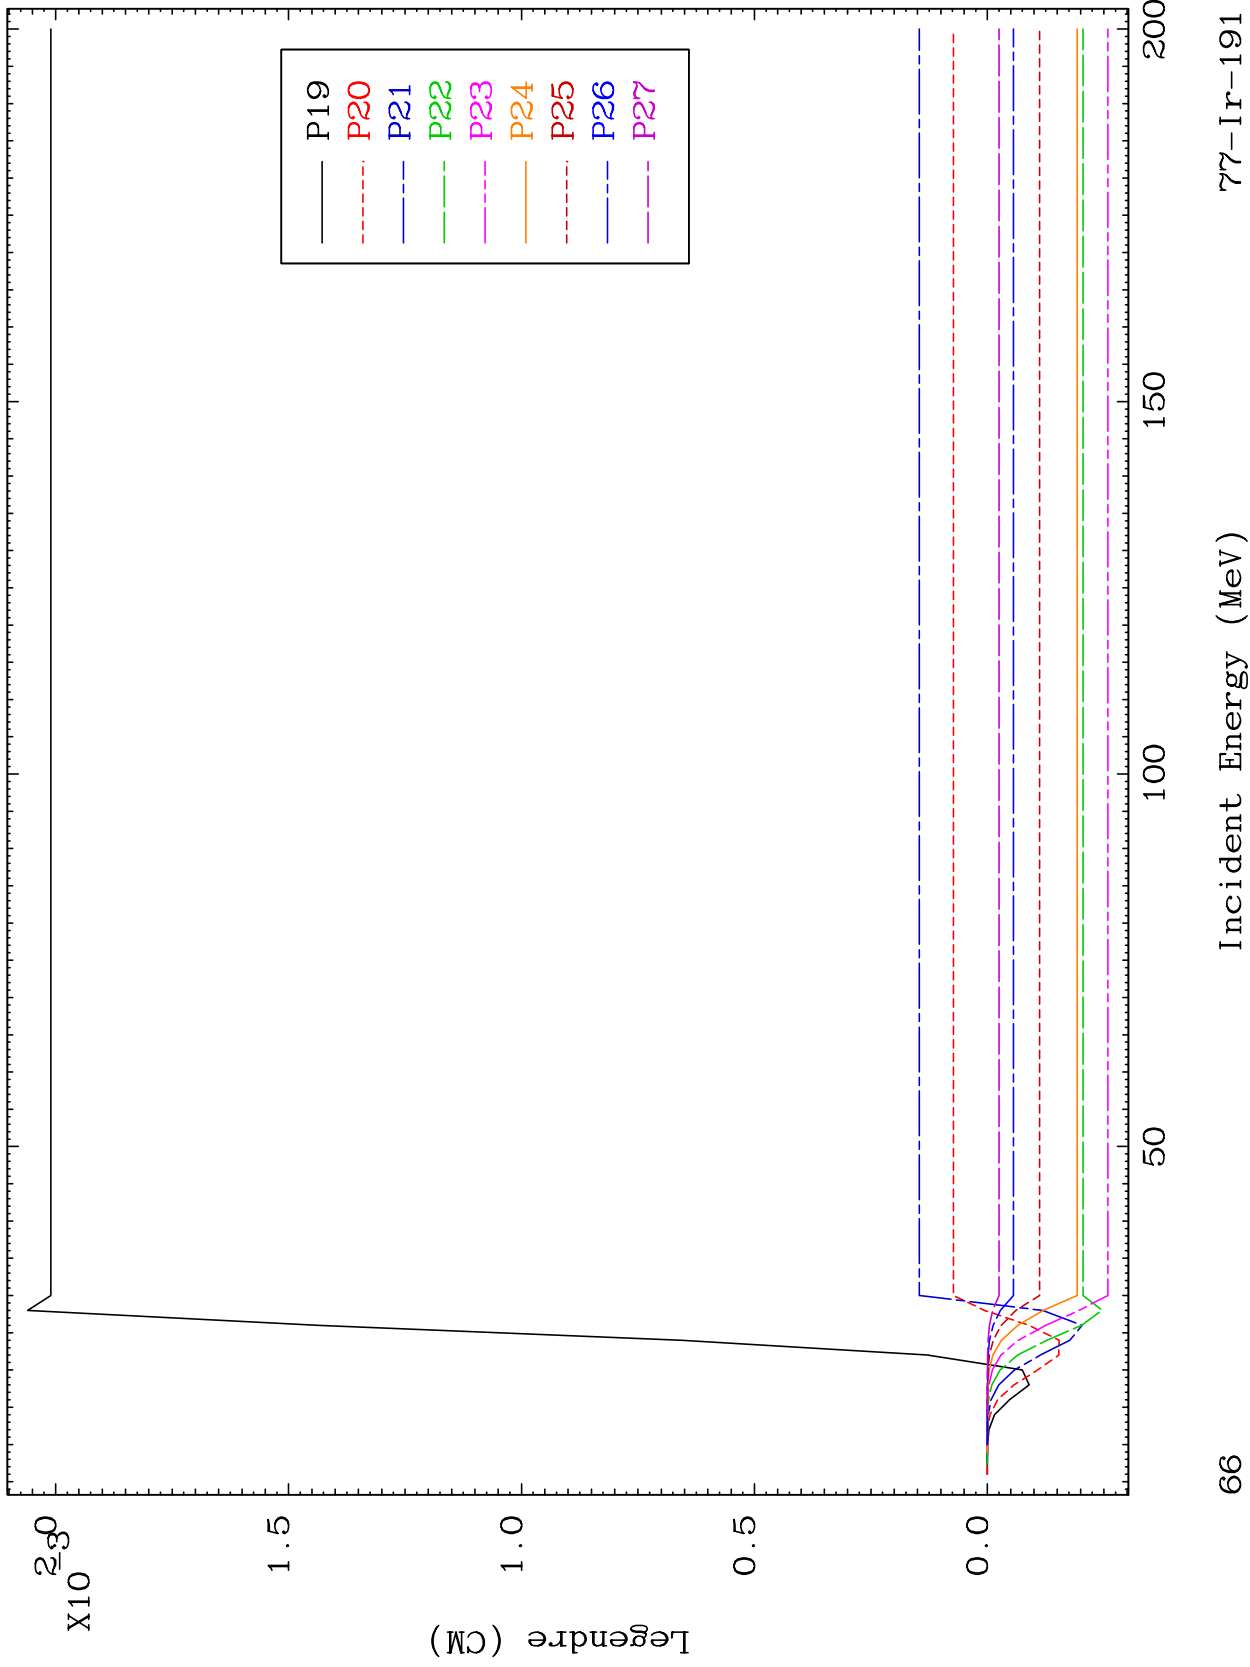 X10
-3
2.0
1.5
1.0
0.5
0.0
Legendre (CM)
P19
P20
P21
P22
P23
P24
P25
P26
P27
50
100
150
200
66
Incident Energy (MeV)
77-Ir-191